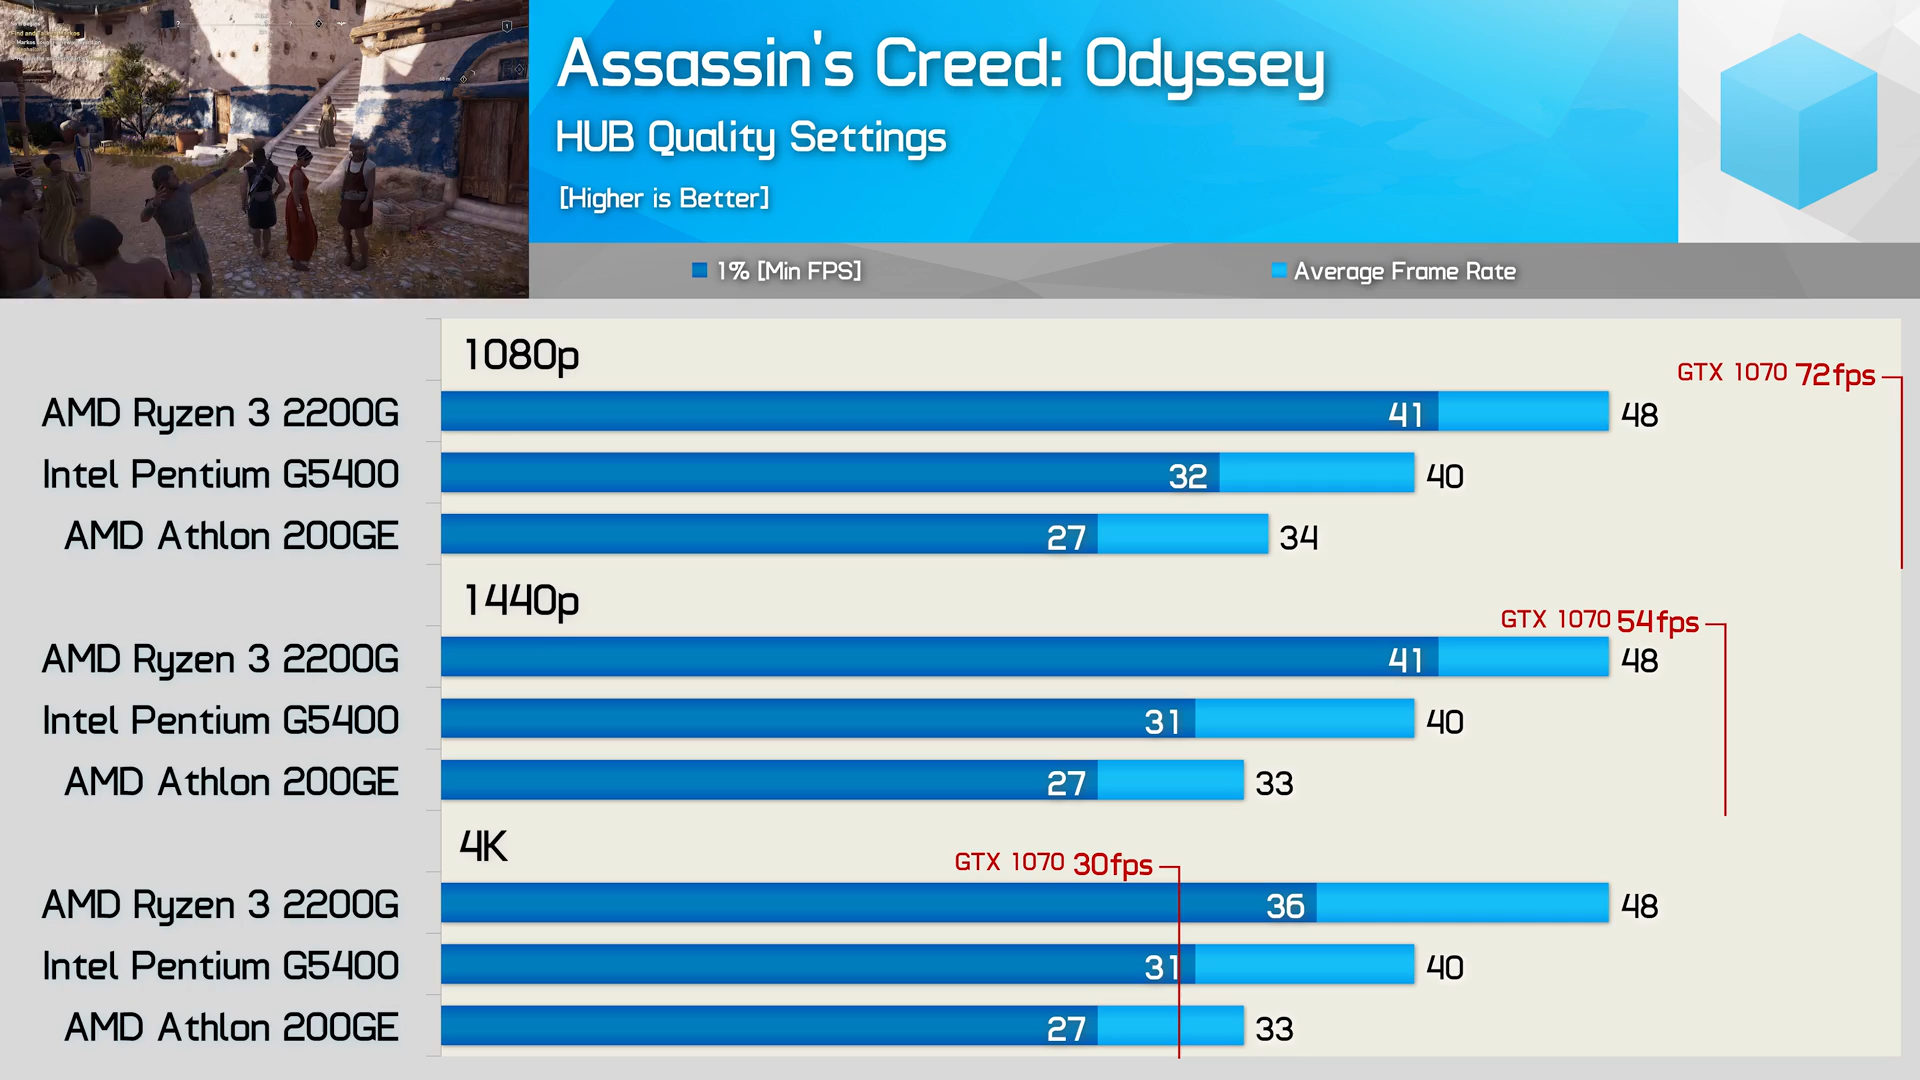 Assassin's Creed: Odyssey
HUB Quality Settings
[Higher is Better]
1% [Min FPS]
Average Frame Rate
1080p
GTX 1070 72fps
AMD Ryzen 3 2200G 41 48
Intel Pentium G5400 32 40
AMD Athlon 200GE 27 34
1440p
GTX 1070 54fps
AMD Ryzen 3 2200G 41 48
Intel Pentium G5400 31 40
AMD Athlon 200GE 27 33
4K
GTX 1070 30fps
AMD Ryzen 3 2200G 36 48
Intel Pentium G5400 31 40
AMD Athlon 200GE 27 33